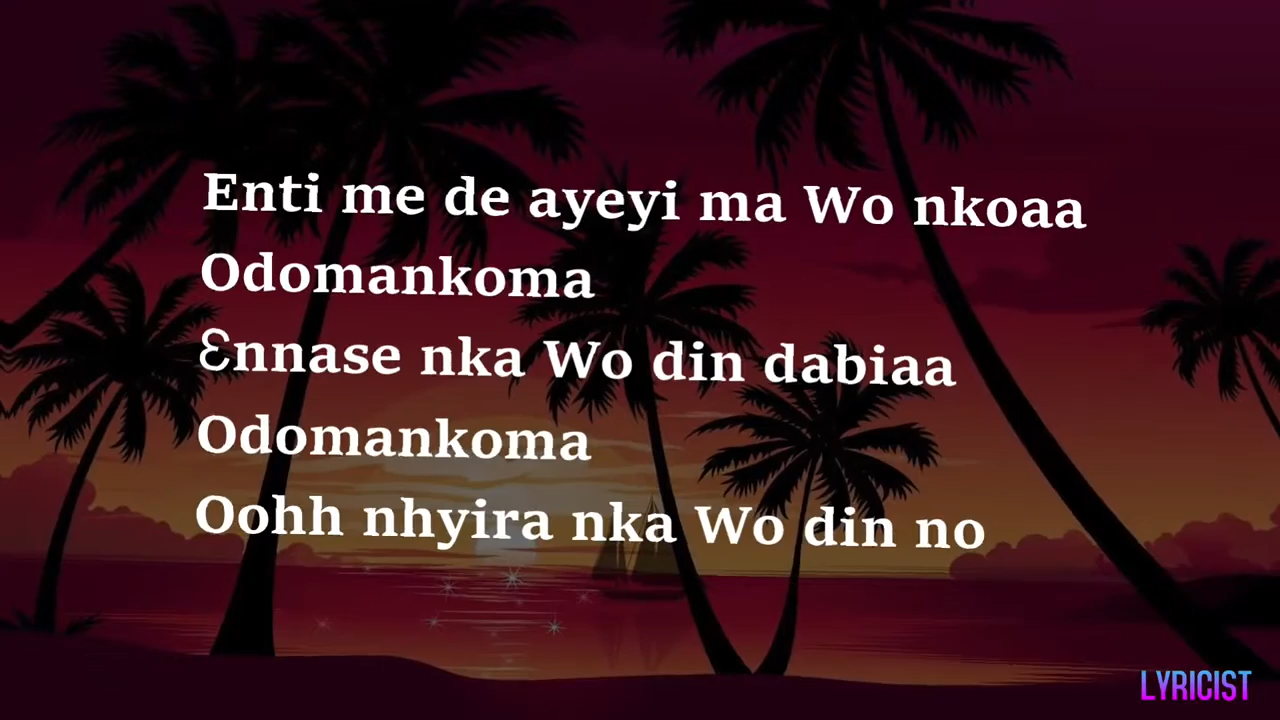 Enti me de ayeyi ma Wo nkoaa
Odomankoma
Ɛnnase nka Wo din dabiaa
Odomankoma
Oohh nhyira nka Wo din no
LYRICIST